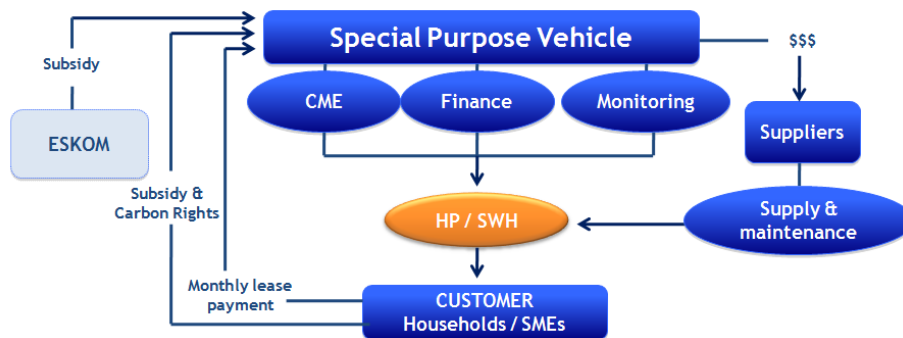 Special Purpose Vehicle
$$$
Subsidy
CME
Finance
Monitoring
ESKOM
Suppliers
Subsidy &
Carbon Rights
HP / SWH
Supply &
maintenance
Monthly lease
payment
CUSTOMER
Households / SMEs